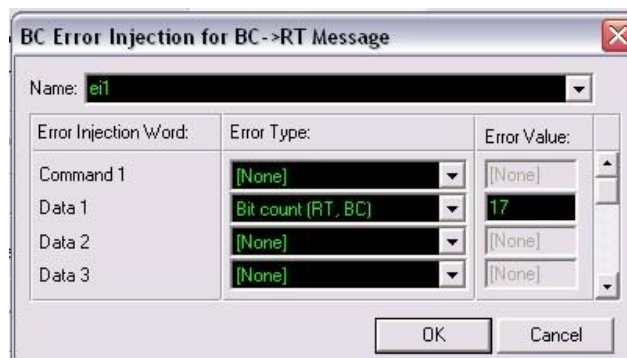 BC Error Injection for BC->RT Message
Name: ei1
Error Injection Word: Error Type: Error Value:
Command 1 [None] [None]
Data 1 Bit count (RT, BC) 17
Data 2 [None] [None]
Data 3 [None] [None]
OK Cancel